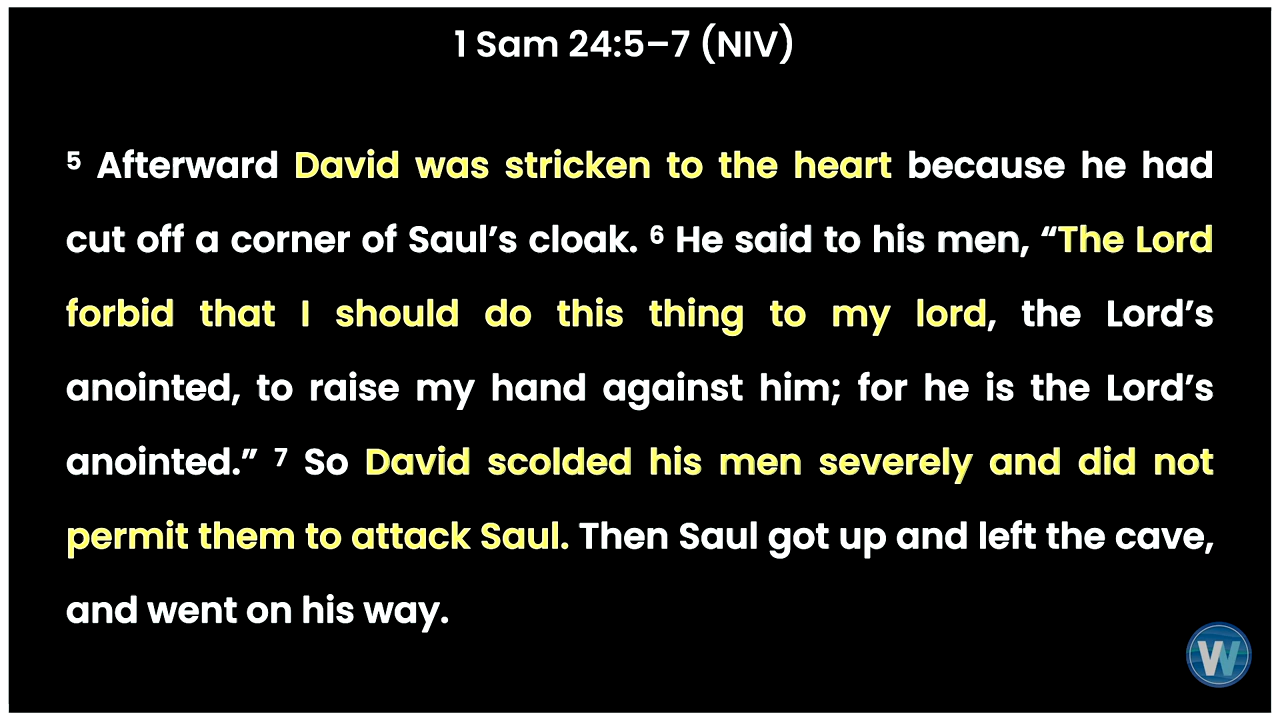 1 Sam 24:5–7 (NIV)
⁵ Afterward David was stricken to the heart because he had
cut off a corner of Saul’s cloak. ⁶ He said to his men, “The Lord
forbid that I should do this thing to my lord, the Lord’s
anointed, to raise my hand against him; for he is the Lord’s
anointed.” ⁷ So David scolded his men severely and did not
permit them to attack Saul. Then Saul got up and left the cave,
and went on his way.
W